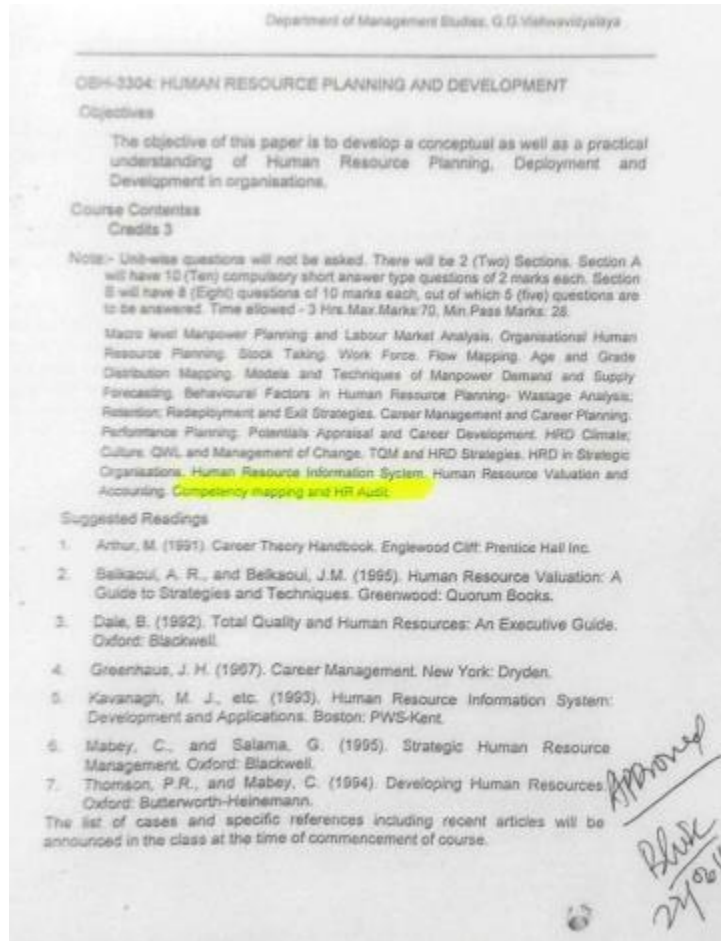 Department of Management Studies, G.G.Vishwavidyalaya
OBH-3304: HUMAN RESOURCE PLANNING AND DEVELOPMENT
Objectives
The objective of this paper is to develop a conceptual as well as a practical
understanding of Human Resource Planning, Deployment and
Development in organisations.
Course Contentss
Credits 3
Note:- Unit-wise questions will not be asked. There will be 2 (Two) Sections. Section A
will have 10 (Ten) compulsory short answer type questions of 2 marks each. Section
B will have 8 (Eight) questions of 10 marks each, out of which 5 (five) questions are
to be answered. Time allowed - 3 Hrs.Max.Marks:70, Min.Pass Marks: 28.
Macro level Manpower Planning and Labour Market Analysis. Organisational Human
Resource Planning. Stock Taking. Work Force. Flow Mapping. Age and Grade
Distribution Mapping. Models and Techniques of Manpower Demand and Supply
Forecasting. Behavioural Factors in Human Resource Planning- Wastage Analysis;
Retention; Redeployment and Exit Strategies. Career Management and Career Planning.
Performance Planning. Potentials Appraisal and Career Development. HRD Climate;
Culture. QWL and Management of Change. TQM and HRD Strategies. HRD in Strategic
Organisations. Human Resource Information System. Human Resource Valuation and
Accounting. Competency mapping and HR Audit.
Suggested Readings
1. Arthur, M. (1991). Career Theory Handbook. Englewood Cliff: Prentice Hall Inc.
2. Belkaoui, A. R., and Belkaoui, J.M. (1995). Human Resource Valuation: A
Guide to Strategies and Techniques. Greenwood: Quorum Books.
3. Dale, B. (1992). Total Quality and Human Resources: An Executive Guide.
Oxford: Blackwell.
4. Greenhaus, J. H. (1987). Career Management. New York: Dryden.
5. Kavanagh, M. J., etc. (1993). Human Resource Information System:
Development and Applications. Boston: PWS-Kent.
6. Mabey, C., and Salama, G. (1995). Strategic Human Resource
Management. Oxford: Blackwell.
7. Thomson, P.R., and Mabey, C. (1994). Developing Human Resources.
Oxford: Butterworth-Heinemann.
The list of cases and specific references including recent articles will be
announced in the class at the time of commencement of course.
Approved